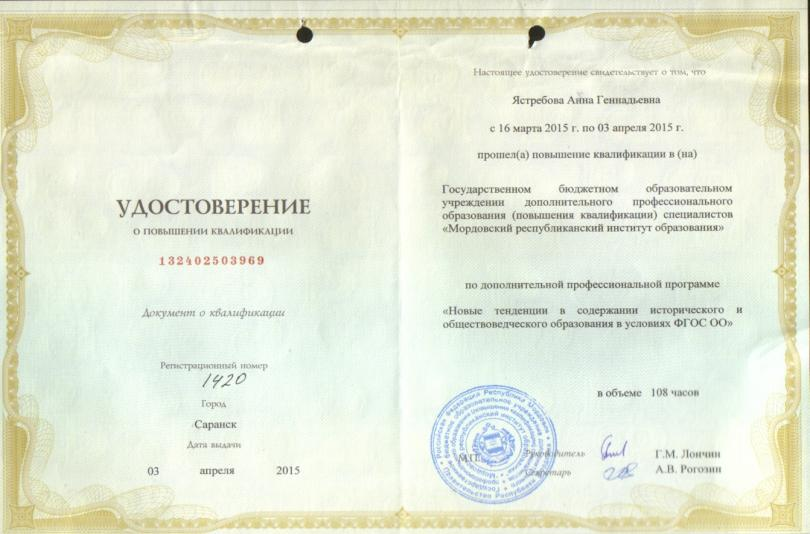 УДОСТОВЕРЕНИЕ
О ПОВЫШЕНИИ КВАЛИФИКАЦИИ
132402503969
Документ о квалификации
Регистрационный номер
1420
Город
Саранск
Дата выдачи
03 апреля 2015
Настоящее удостоверение свидетельствует о том, что
Ястребова Анна Геннадьевна
с 16 марта 2015 г. по 03 апреля 2015 г.
прошел(а) повышение квалификации в (на)
Государственном бюджетном образовательном
учреждении дополнительного профессионального
образования (повышения квалификации) специалистов
«Мордовский республиканский институт образования»
по дополнительной профессиональной программе
«Новые тенденции в содержании исторического и
обществоведческого образования в условиях ФГОС ОО»
в объеме 108 часов
М.П.
Руководитель Г.М. Лончин
Секретарь А.В. Рогозин